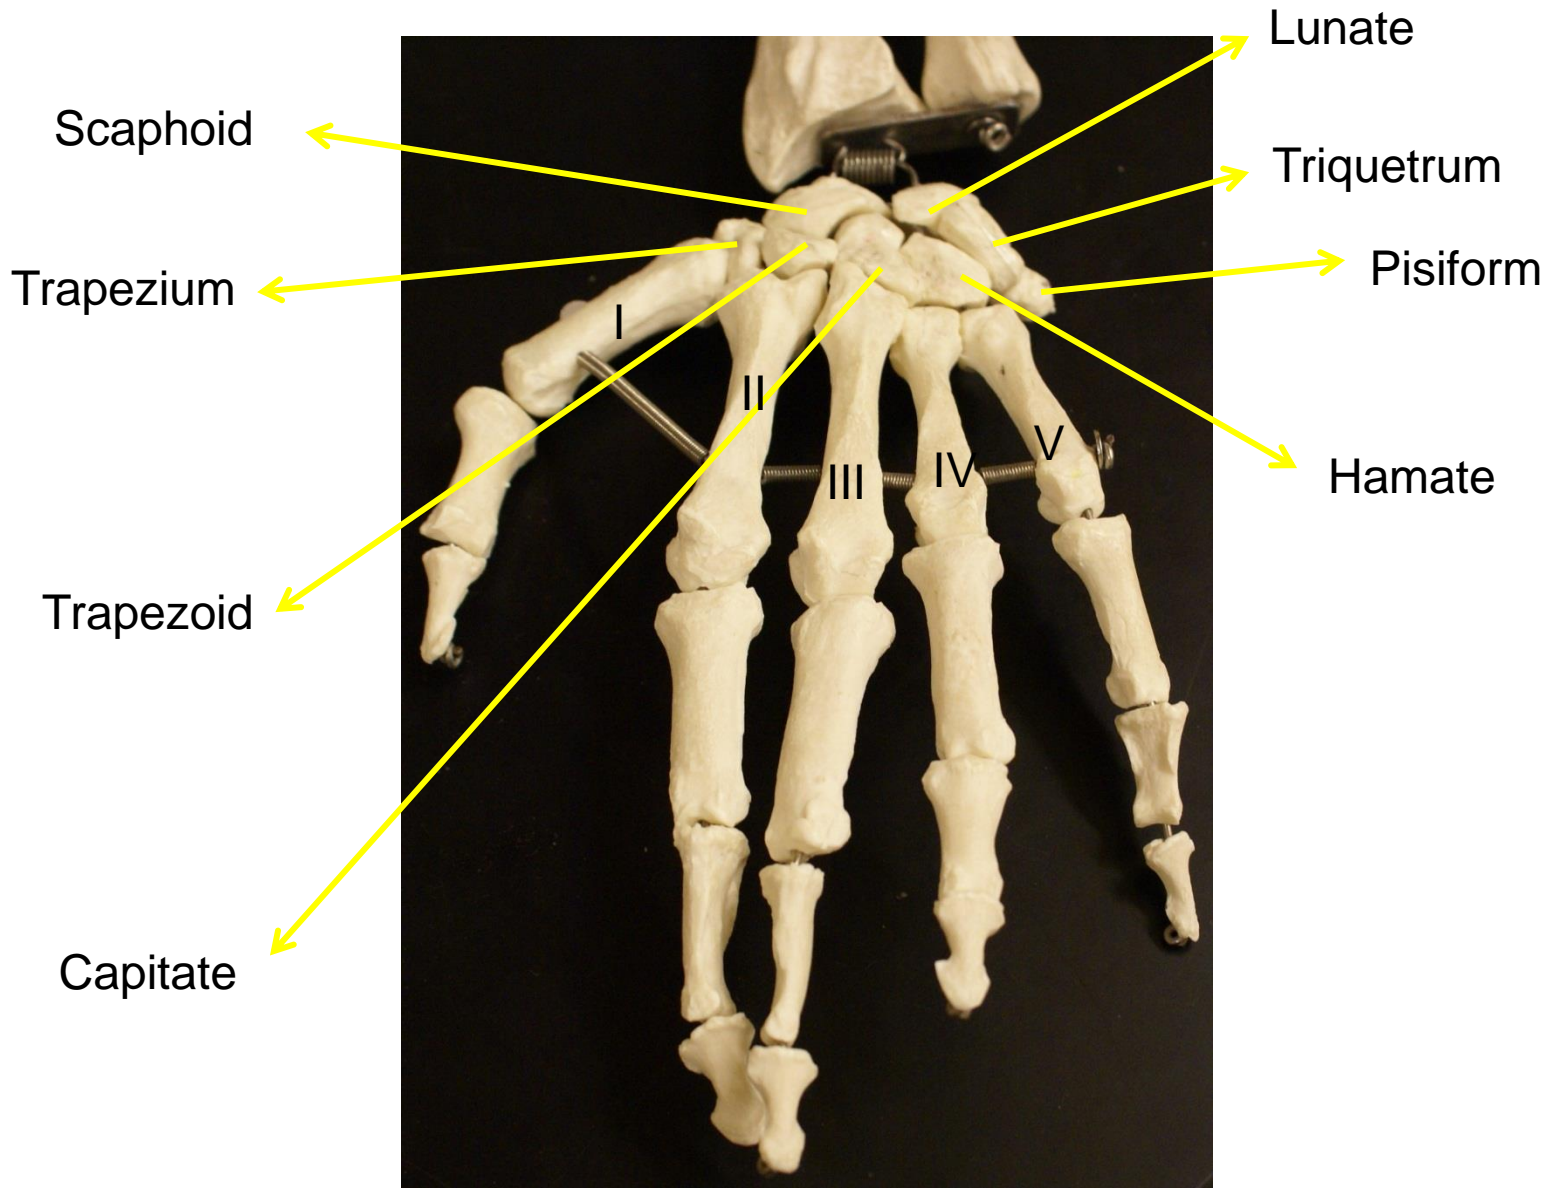 Lunate
Scaphoid
Triquetrum
Pisiform
Trapezium
I
II
V
IV
III
Hamate
Trapezoid
Capitate